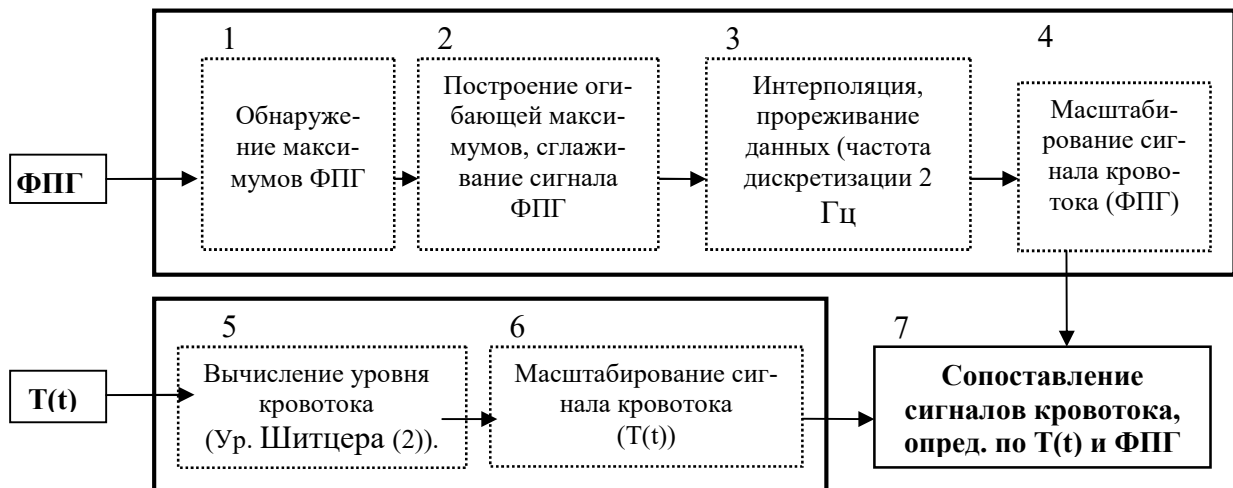 1
2
3
4
ФПГ
Обнаруже-
ние макси-
мумов ФПГ
Построение оги-
бающей макси-
мумов, сглажи-
вание сигнала
ФПГ
Интерполяция,
прореживание
данных (частота
дискретизации 2
Гц
Масштаби-
рование сиг-
нала крово-
тока (ФПГ)
5
6
7
T(t)
Вычисление уровня
кровотока
(Ур. Шитцера (2)).
Масштабирование сиг-
нала кровотока
(T(t))
Сопоставление
сигналов кровотока,
опред. по T(t) и ФПГ